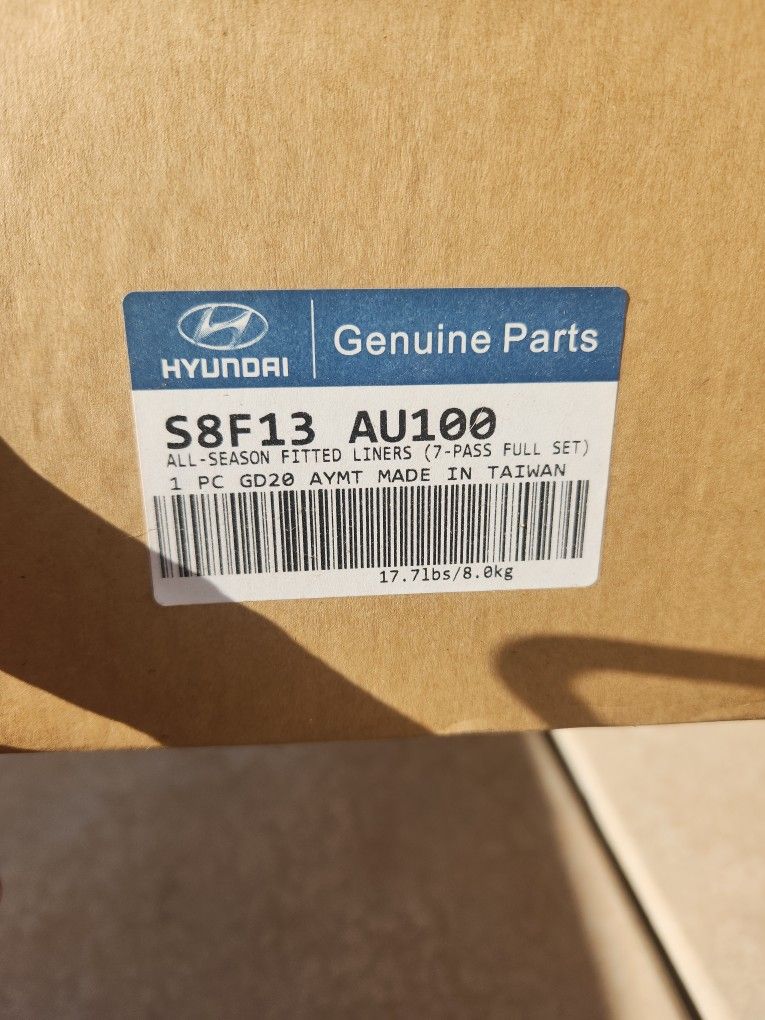 HYUNDAI
Genuine Parts
S8F13 AU100
ALL-SEASON FITTED LINERS (7-PASS FULL SET)
1 PC GD20 AYMT MADE IN TAIWAN
17.7lbs/8.0kg